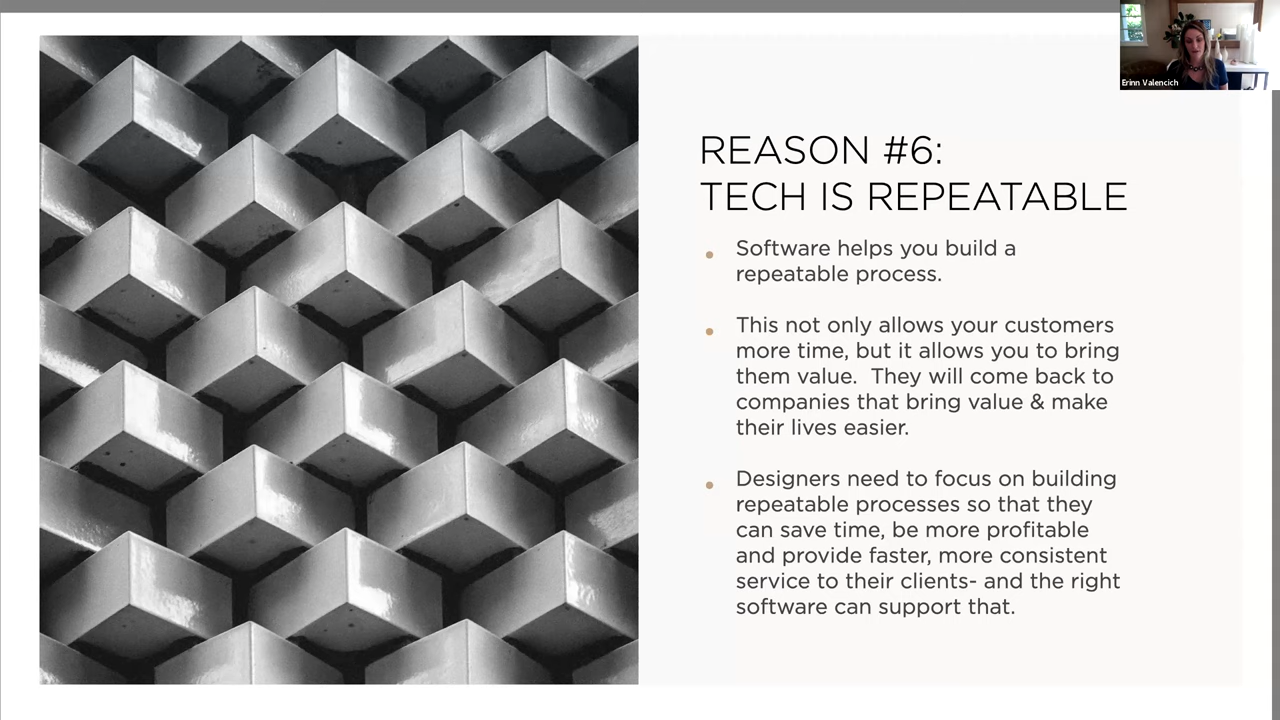 Erinn Valencich
REASON #6:
TECH IS REPEATABLE
Software helps you build a
repeatable process.
This not only allows your customers
more time, but it allows you to bring
them value.  They will come back to
companies that bring value & make
their lives easier.
Designers need to focus on building
repeatable processes so that they
can save time, be more profitable
and provide faster, more consistent
service to their clients- and the right
software can support that.